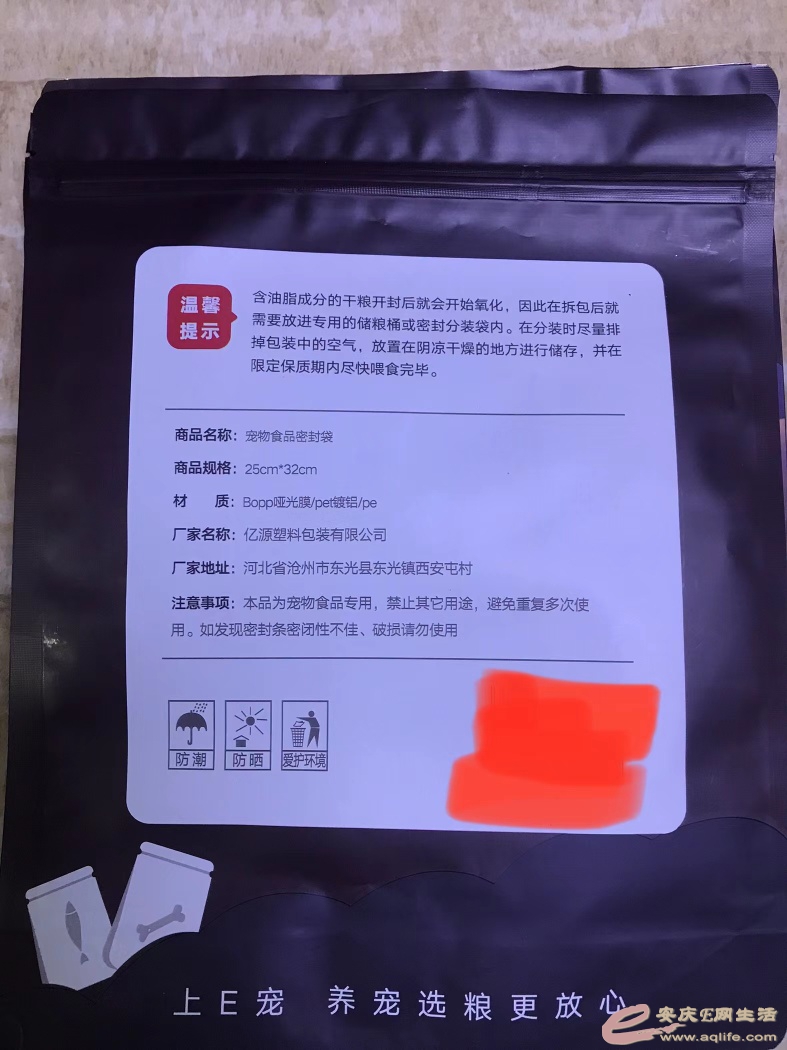 温馨
提示
含油脂成分的干粮开封后就会开始氧化，因此在拆包后就
需要放进专用的储粮桶或密封分装袋内。在分装时尽量排
掉包装中的空气，放置在阴凉干燥的地方进行储存，并在
限定保质期内尽快喂食完毕。
商品名称：宠物食品密封袋
商品规格：25cm*32cm
材 质：Bopp哑光膜/pet镀铝/pe
厂家名称：亿源塑料包装有限公司
厂家地址：河北省沧州市东光县东光镇西安屯村
注意事项：本品为宠物食品专用，禁止其它用途，避免重复多次使
用。如发现密封条密闭性不佳、破损请勿使用
防潮 防晒 爱护环境
上E宠 养宠选粮更放心
安庆E网生活
www.aqlife.com